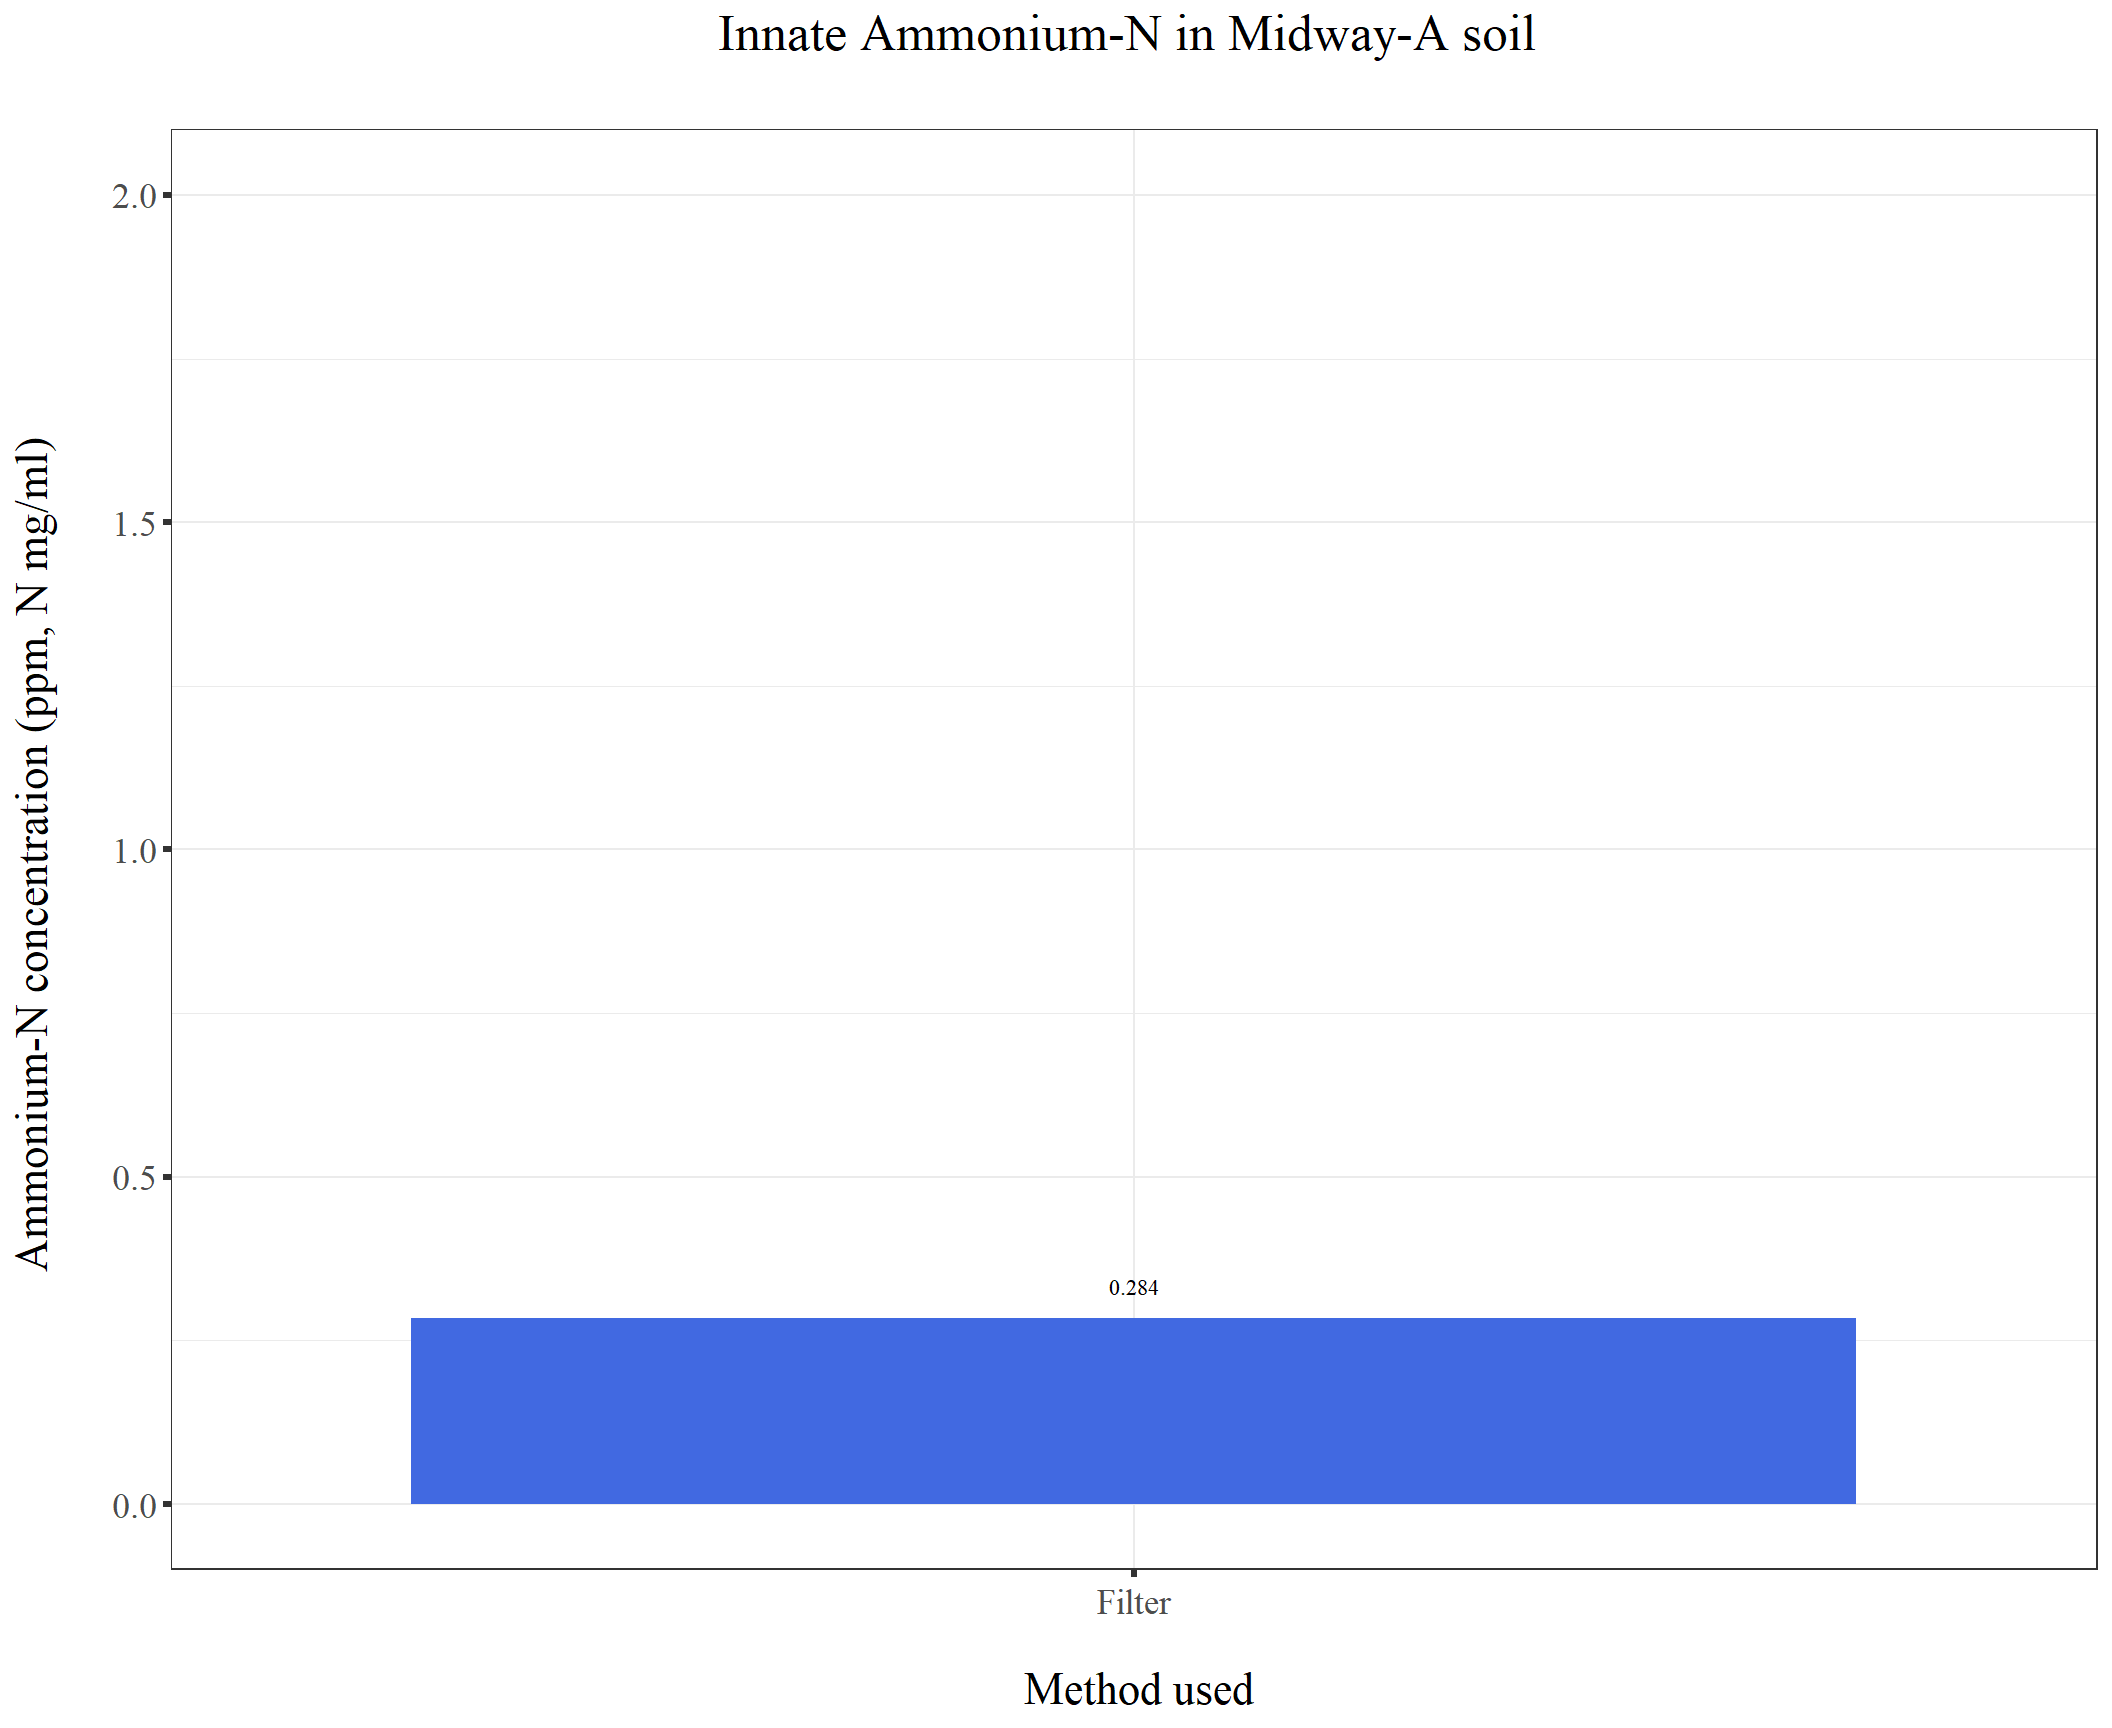 Innate Ammonium-N in Midway-A soil
Ammonium-N concentration (ppm, N mg/ml)
2.0
1.5
1.0
0.5
0.0
0.284
Filter
Method used